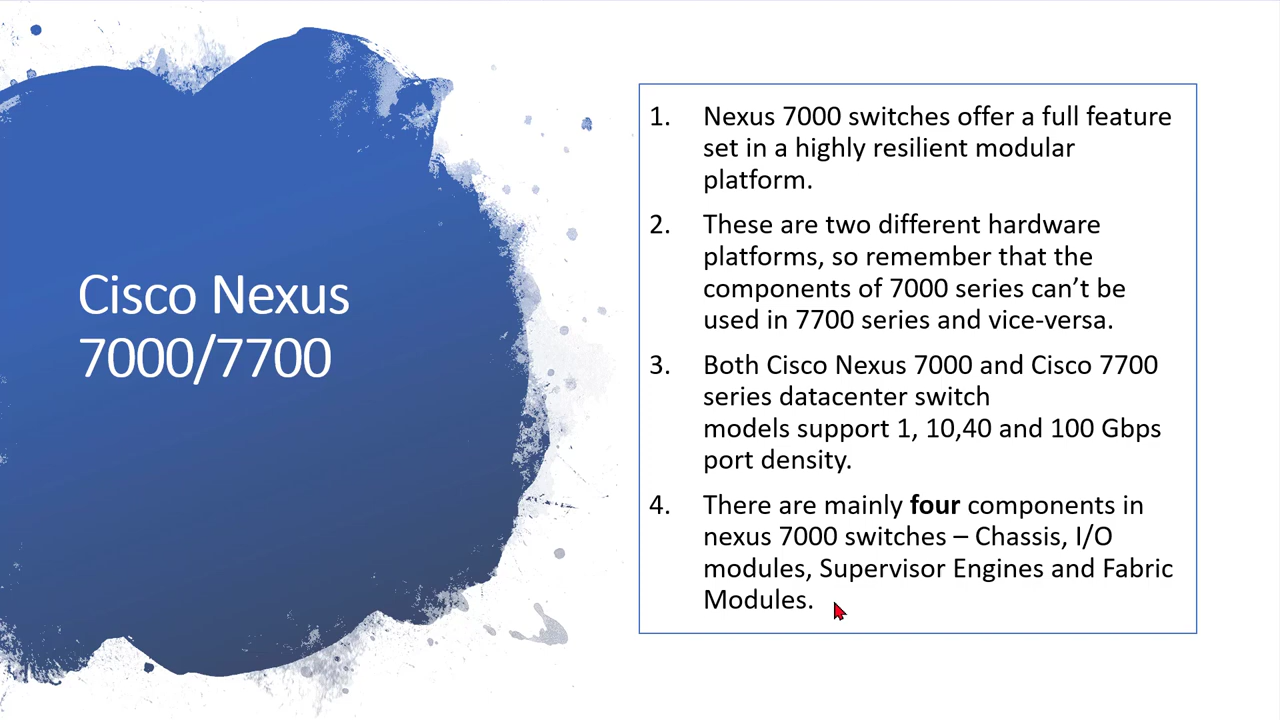 Cisco Nexus
7000/7700
1. Nexus 7000 switches offer a full feature
set in a highly resilient modular
platform.
2. These are two different hardware
platforms, so remember that the
components of 7000 series can’t be
used in 7700 series and vice-versa.
3. Both Cisco Nexus 7000 and Cisco 7700
series datacenter switch
models support 1, 10,40 and 100 Gbps
port density.
4. There are mainly four components in
nexus 7000 switches – Chassis, I/O
modules, Supervisor Engines and Fabric
Modules.